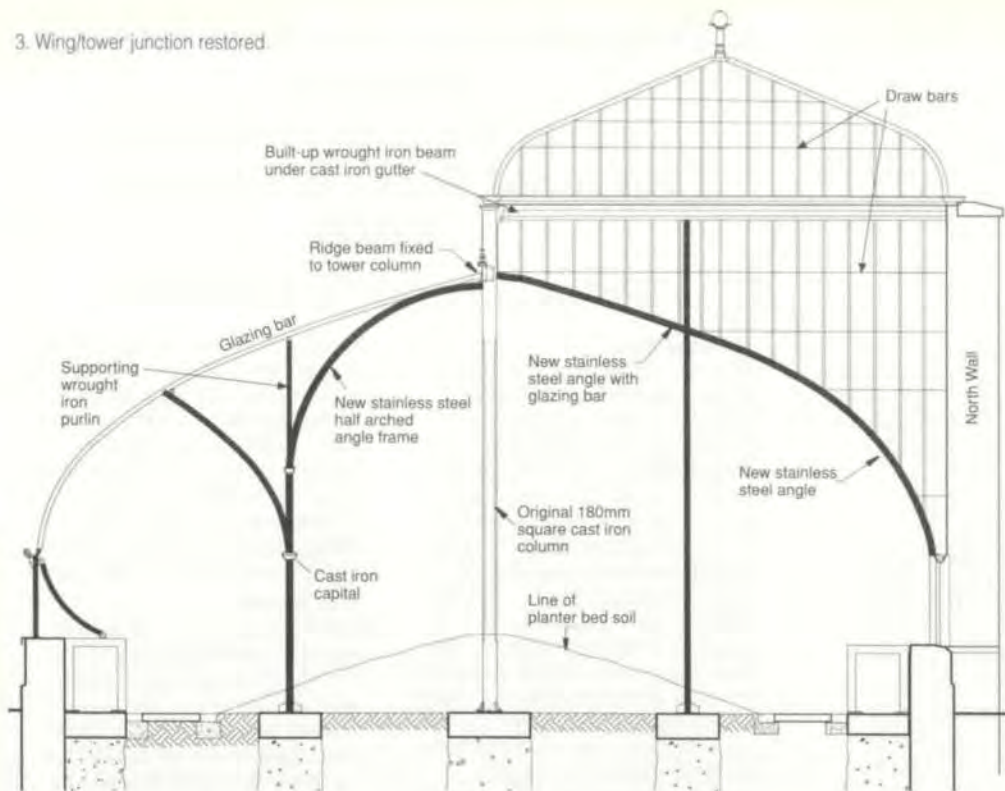 3. Wing/tower junction restored.
Draw bars
Built-up wrought iron beam
under cast iron gutter
Ridge beam fixed
to tower column
Glazing bar
Supporting
wrought
iron
purlin
New stainless steel
half arched
angle frame
New stainless
steel angle with
glazing bar
North Wall
New stainless
steel angle
Original 180mm
square cast iron
column
Cast iron
capital
Line of
planter bed soil